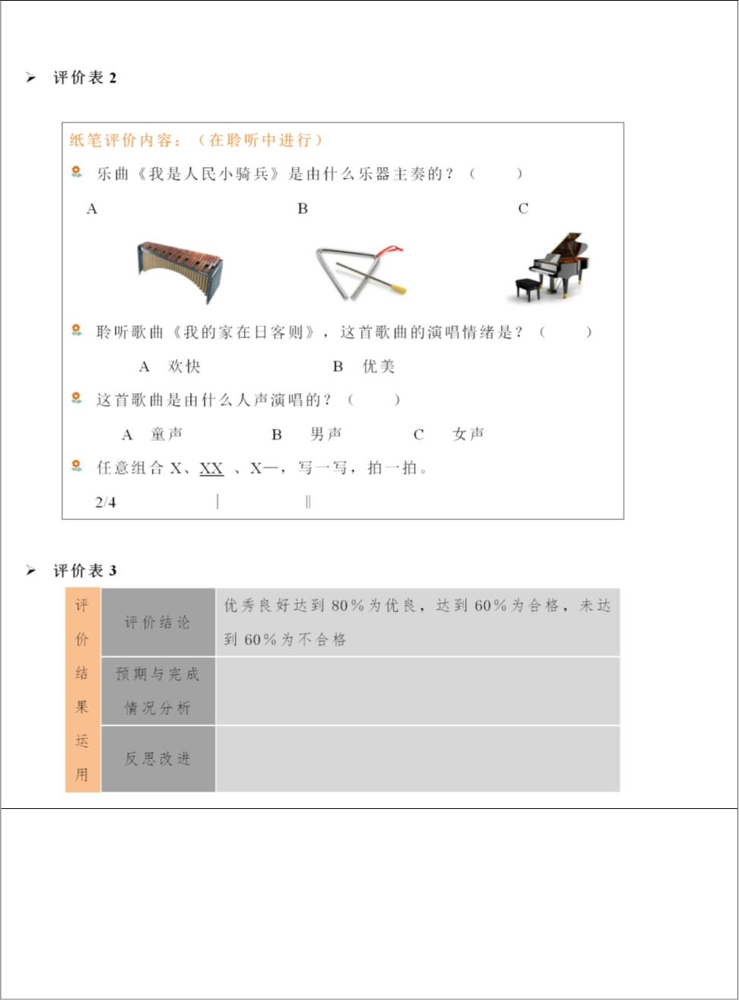 ➢ 评价表 2
纸笔评价内容：（在聆听中进行）
乐曲《我是人民小骑兵》是由什么乐器主奏的？（ ）
A B C
聆听歌曲《我的家在日客则》，这首歌曲的演唱情绪是？（ ）
A 欢快 B 优美
这首歌曲是由什么人声演唱的？（ ）
A 童声 B 男声 C 女声
任意组合 X、XX 、X—，写一写，拍一拍。
2/4 | ‖
➢ 评价表 3
评价结果运用
评价结论
优秀良好达到 80%为优良，达到 60%为合格，未达
到 60%为不合格
预期与完成
情况分析
反思改进